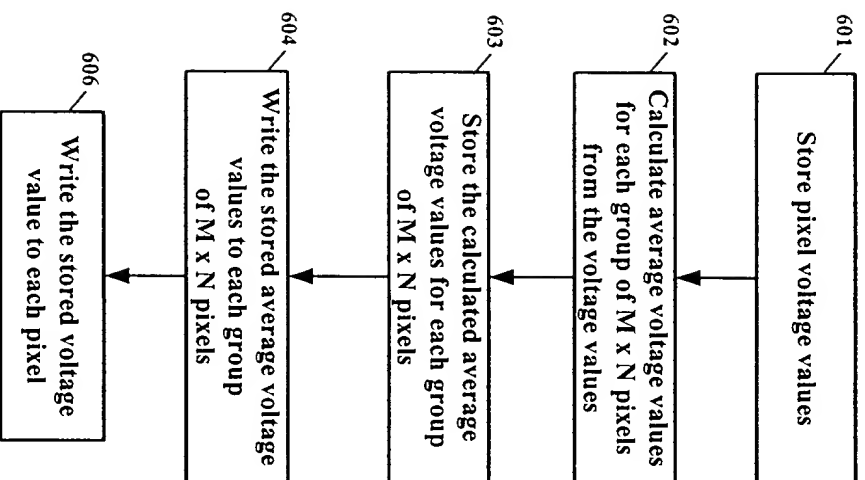 601
Store pixel voltage values
602
Calculate average voltage values
for each group of M x N pixels
from the voltage values
603
Store the calculated average
voltage values for each group
of M x N pixels
604
Write the stored average voltage
values to each group
of M x N pixels
606
Write the stored voltage
value to each pixel